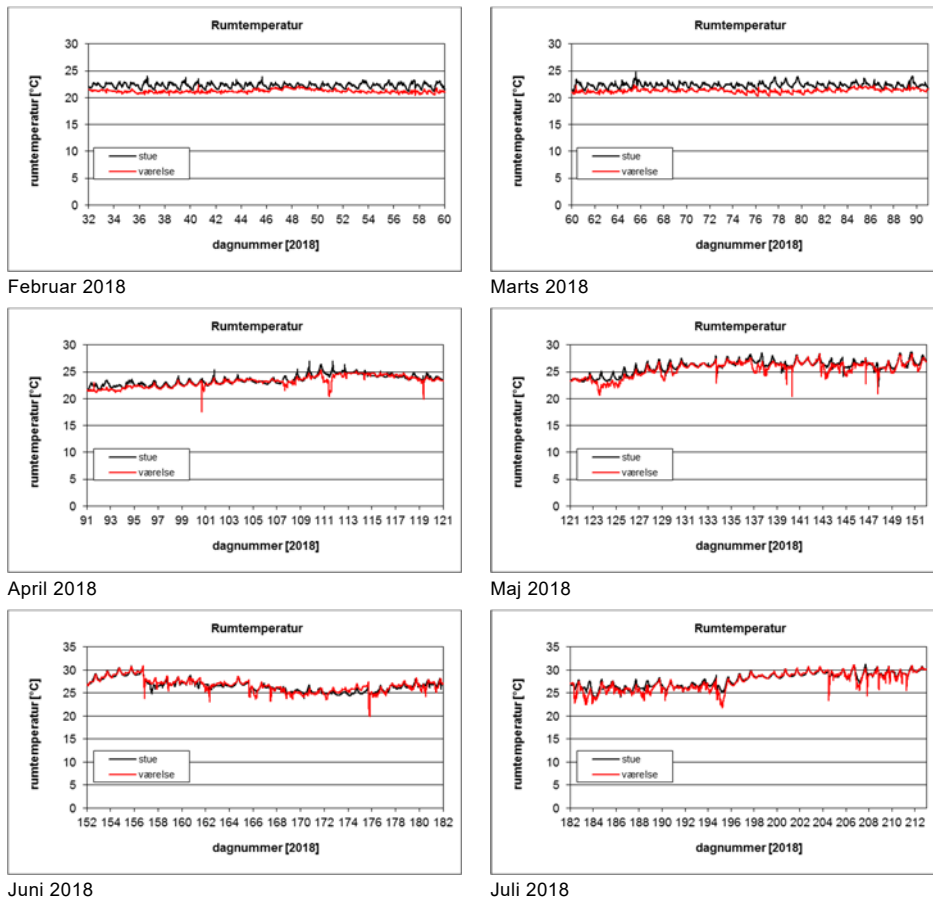 Rumtemperatur
30
25
20
15
10
5
0
rumtemperatur [°C]
stue
værelse
32 34 36 38 40 42 44 46 48 50 52 54 56 58 60
dagnummer [2018]
Februar 2018
Rumtemperatur
30
25
20
15
10
5
0
rumtemperatur [°C]
stue
værelse
60 62 64 66 68 70 72 74 76 78 80 82 84 86 88 90
dagnummer [2018]
Marts 2018
Rumtemperatur
30
25
20
15
10
5
0
rumtemperatur [°C]
stue
værelse
91 93 95 97 99 101 103 105 107 109 111 113 115 117 119 121
dagnummer [2018]
April 2018
Rumtemperatur
30
25
20
15
10
5
0
rumtemperatur [°C]
stue
værelse
121 123 125 127 129 131 133 135 137 139 141 143 145 147 149 151
dagnummer [2018]
Maj 2018
Rumtemperatur
35
30
25
20
15
10
5
0
rumtemperatur [°C]
stue
værelse
152 154 156 158 160 162 164 166 168 170 172 174 176 178 180 182
dagnummer [2018]
Juni 2018
Rumtemperatur
35
30
25
20
15
10
5
0
rumtemperatur [°C]
stue
værelse
182 184 186 188 190 192 194 196 198 200 202 204 206 208 210 212
dagnummer [2018]
Juli 2018